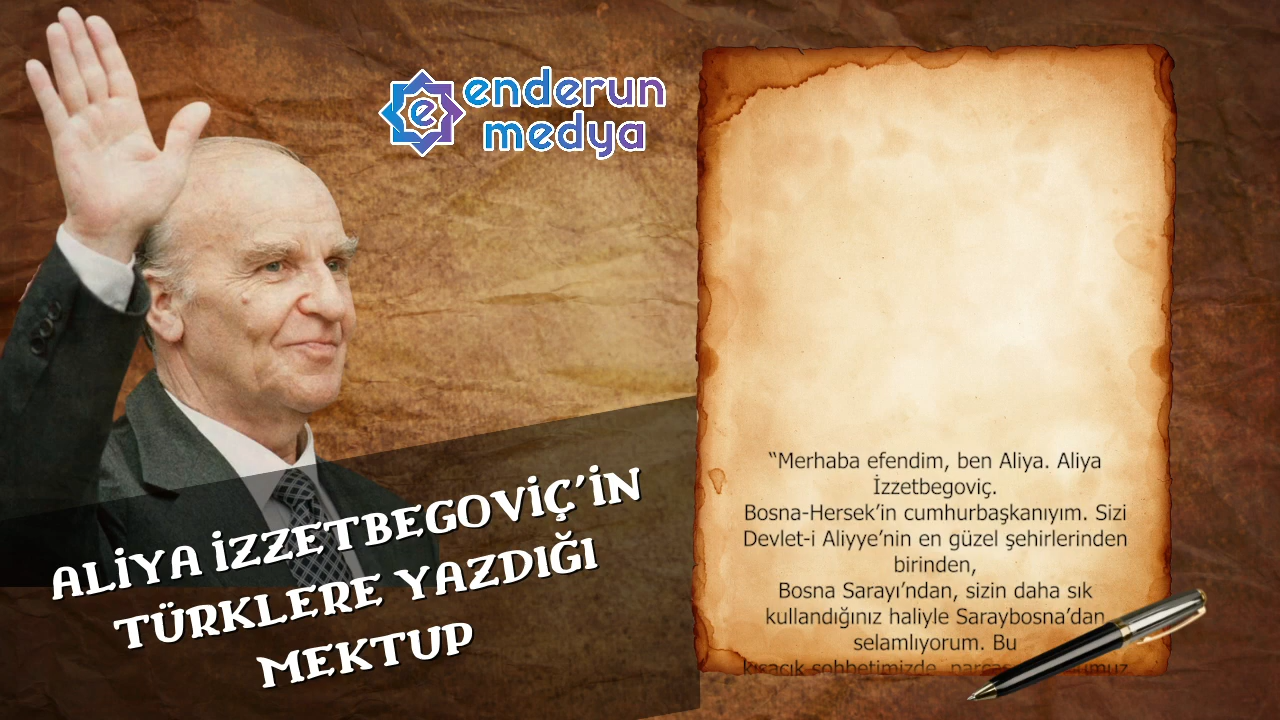 enderun
medya
ALİYA İZZETBEGOVİÇ'İN
TÜRKLERE YAZDIĞI
MEKTUP
“Merhaba efendim, ben Aliya. Aliya
İzzetbegoviç.
Bosna-Hersek’in cumhurbaşkanıyım. Sizi
Devlet-i Aliyye’nin en güzel şehirlerinden
birinden,
Bosna Sarayı’ndan, sizin daha sık
kullandığınız haliyle Saraybosna’dan
selamlıyorum. Bu
kısacık sohbetimizde,